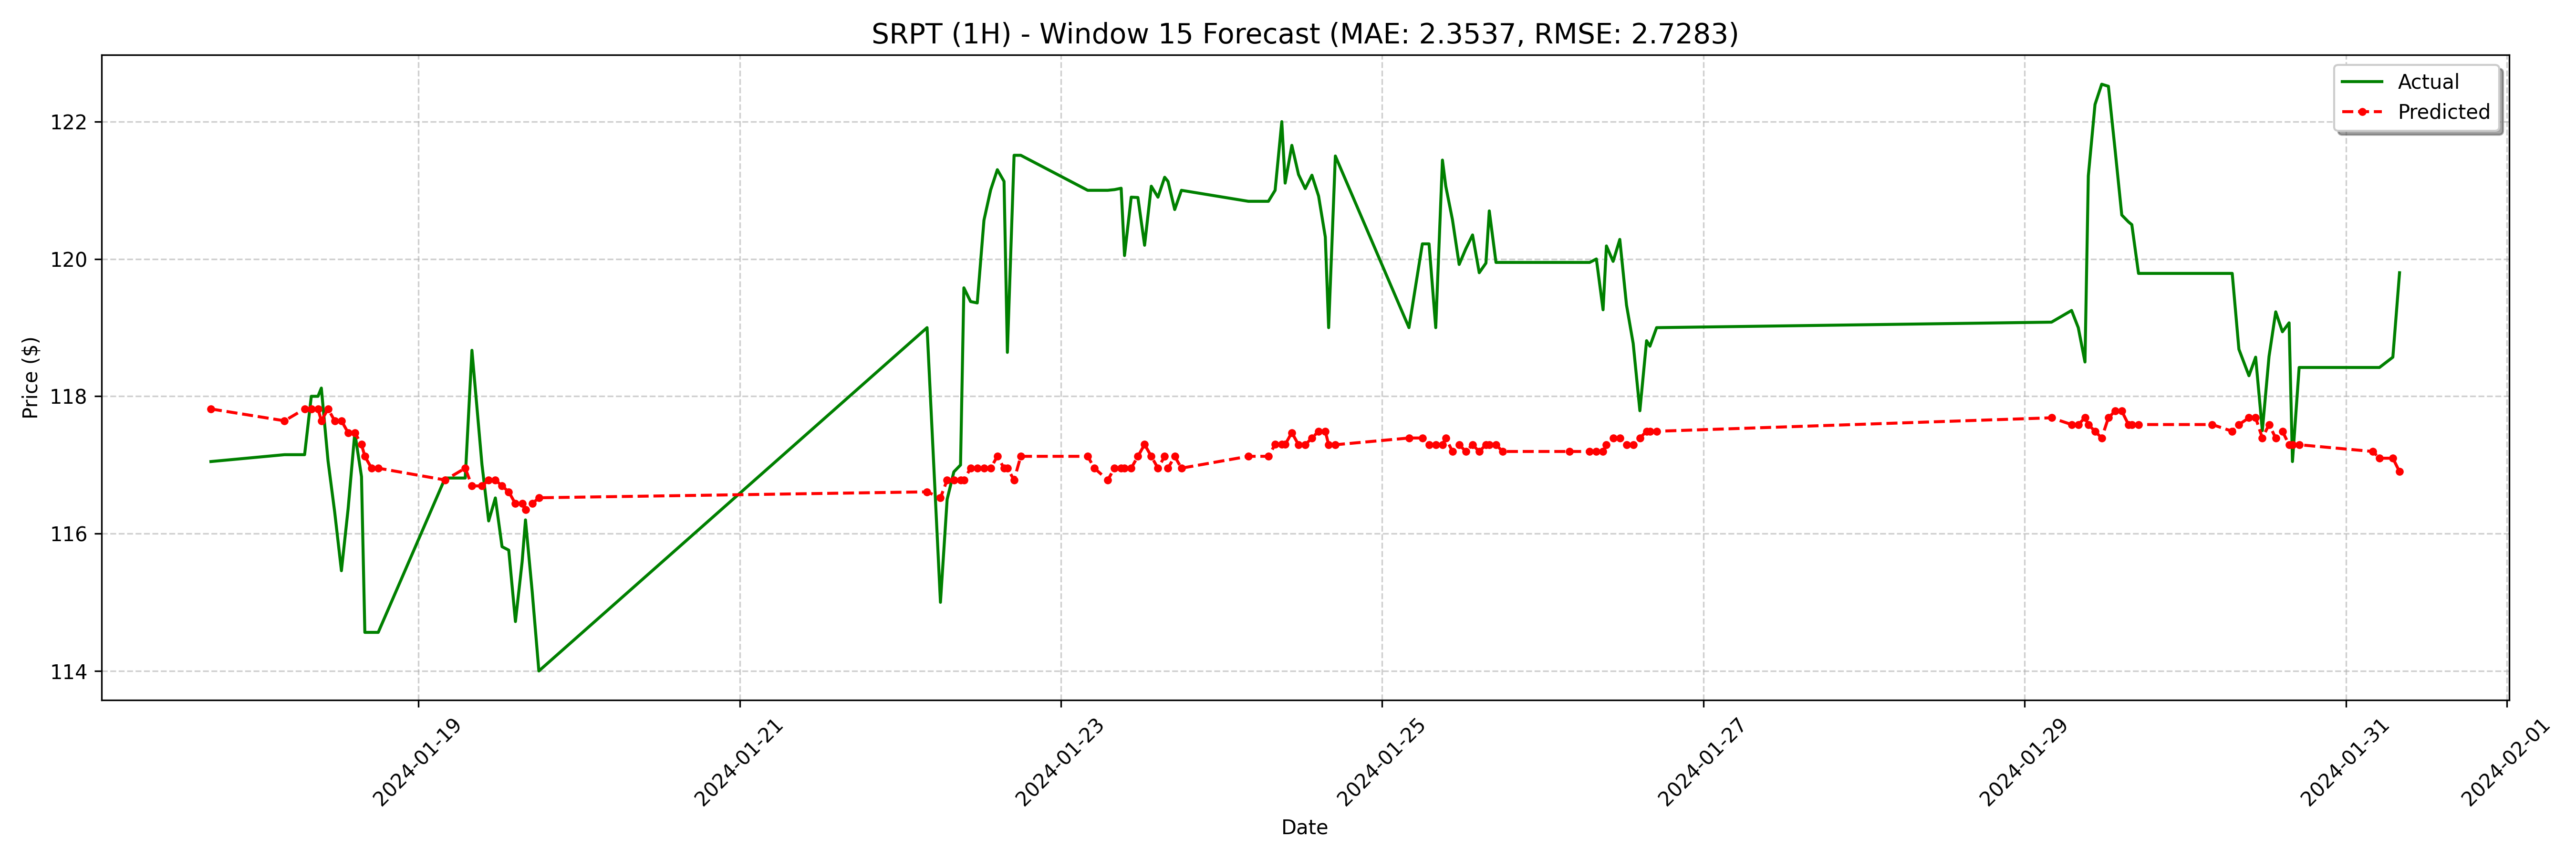 SRPT (1H) - Window 15 Forecast (MAE: 2.3537, RMSE: 2.7283)
Actual
Predicted
Price ($)
122
120
118
116
114
2024-01-19
2024-01-21
2024-01-23
2024-01-25
2024-01-27
2024-01-29
2024-01-31
2024-02-01
Date